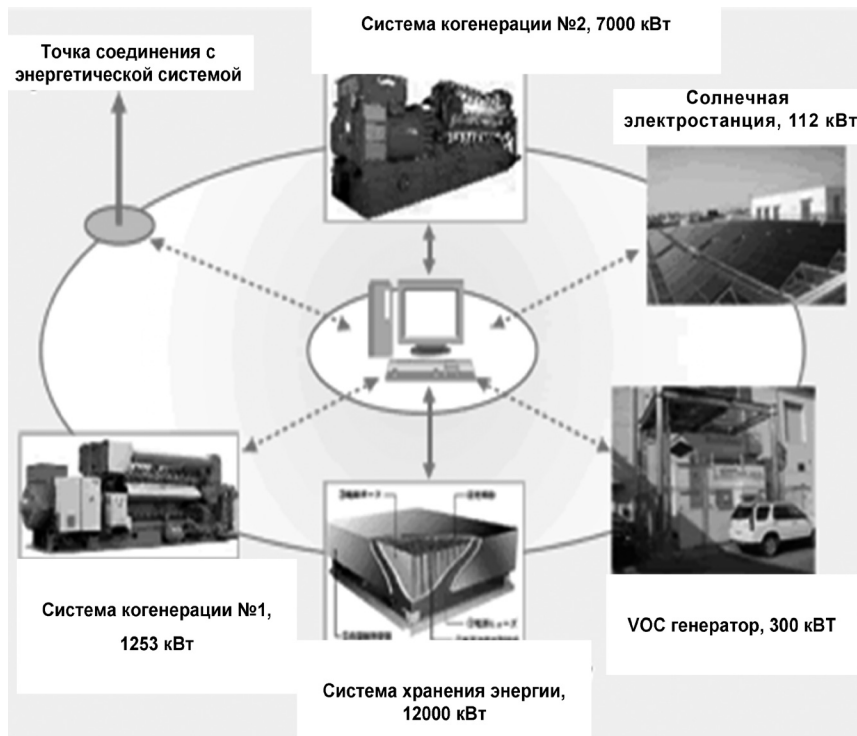 Система когенерации №2, 7000 кВт
Точка соединения с
энергетической системой
Солнечная
электростанция, 112 кВт
Система когенерации №1,
1253 кВт
VOC генератор, 300 кВТ
Система хранения энергии,
12000 кВт